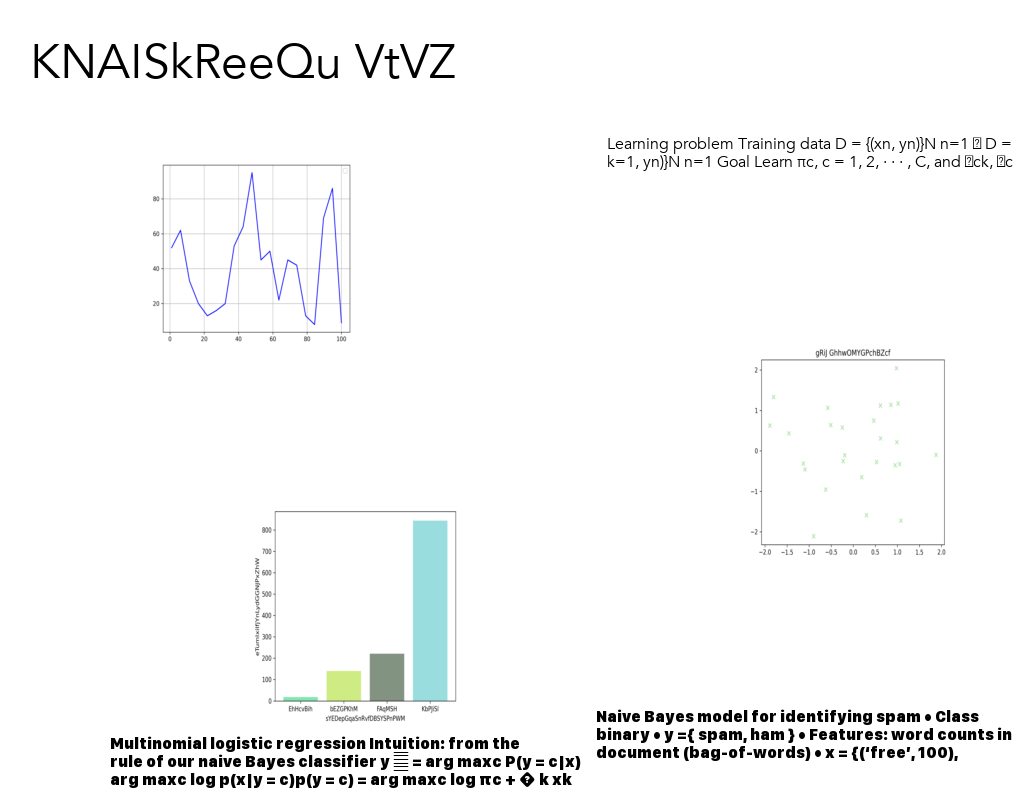 KNAISkReeQu VtVZ
Learning problem Training data D = {(xn, yn)}N n=1 � D =
k=1, yn)}N n=1 Goal Learn πc, c = 1, 2, · · · , C, and �ck, �c
80
60
40
20
0 20 40 60 80 100
gRiJ GhhwOMYGPchBZcf
2
1
0
−1
−2
−2.0 −1.5 −1.0 −0.5 0.0 0.5 1.0 1.5 2.0
800
700
600
500
400
300
200
100
0
EhHcvBih bEZGPKhM FAqMSH KbPJiSl
sYEDepGqaSnRvfDBSYSPnPWM
Multinomial logistic regression Intuition: from the
rule of our naive Bayes classifier y = arg maxc P(y = c|x)
arg maxc log p(x|y = c)p(y = c) = arg maxc log πc + � k xk
Naive Bayes model for identifying spam • Class
binary • y ={ spam, ham } • Features: word counts in
document (bag-of-words) • x = {(‘free’, 100),